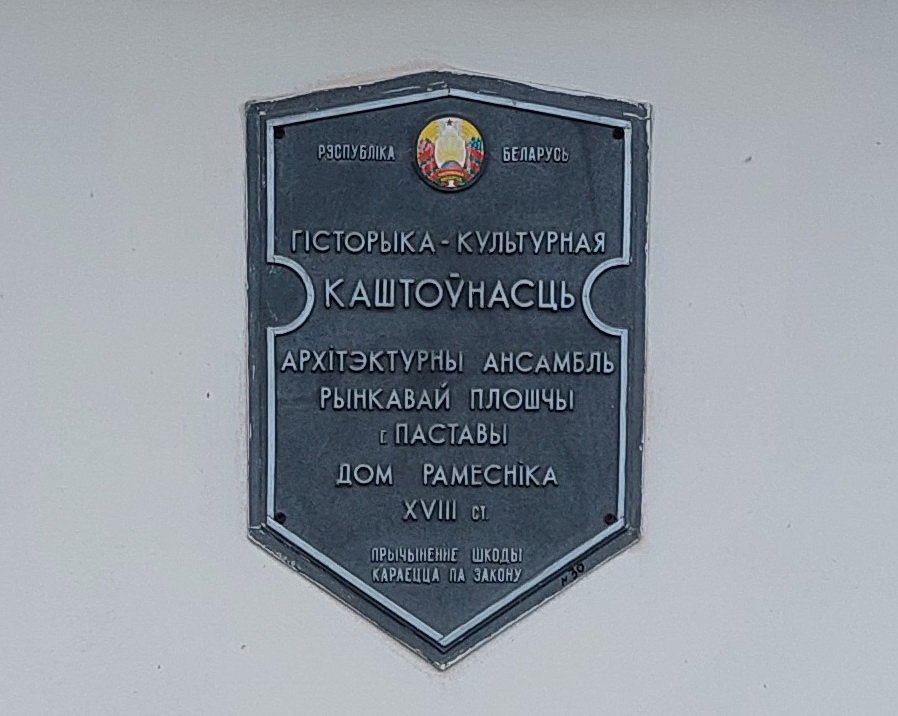 РЭСПУБЛІКА БЕЛАРУСЬ
ГІСТОРЫКА - КУЛЬТУРНАЯ
КАШТОЎНАСЦЬ
АРХІТЭКТУРНЫ АНСАМБЛЬ
РЫНКАВАЙ ПЛОШЧЫ
г. ПАСТАВЫ
ДОМ РАМЕСНІКА
XVIII СТ.
ПРЫЧЫНЕННЕ ШКОДЫ
КАРАЕЦЦА ПА ЗАКОНУ
N 30